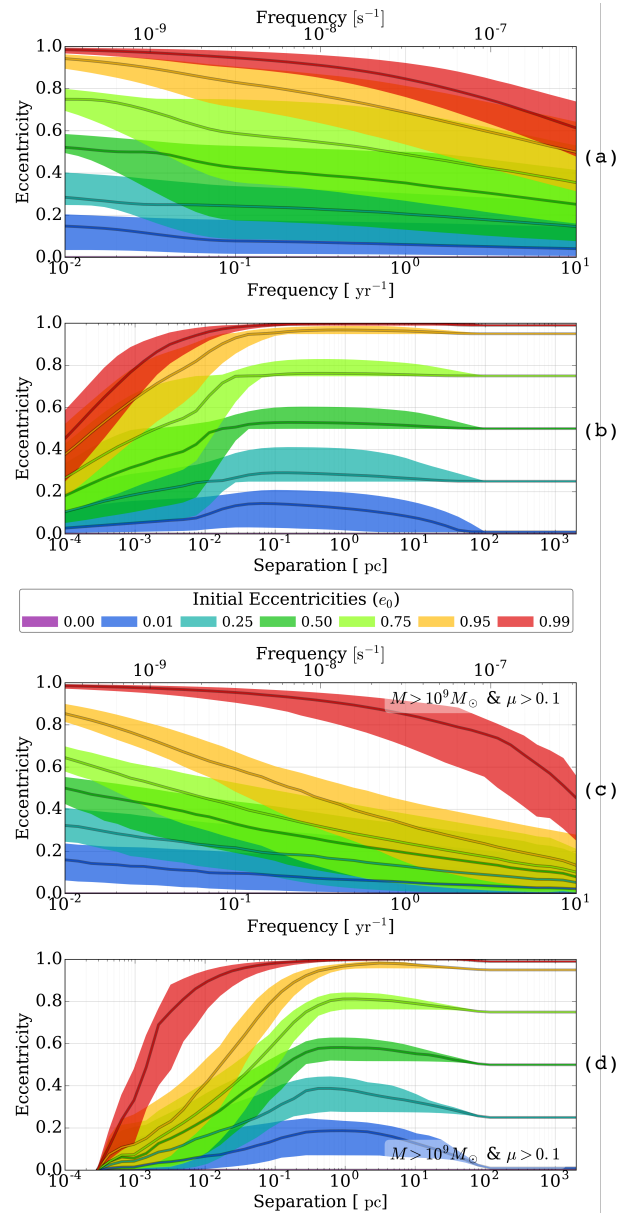 Frequency [s⁻¹]
10⁻⁹ 10⁻⁸ 10⁻⁷
1.0
0.8
0.6
0.4
0.2
0.0
Eccentricity
(a)
10⁻² 10⁻¹ 10⁰ 10¹
Frequency [ yr⁻¹]
1.0
0.8
0.6
0.4
0.2
0.0
Eccentricity
(b)
10⁻⁴ 10⁻³ 10⁻² 10⁻¹ 10⁰ 10¹ 10² 10³
Separation [ pc]
Initial Eccentricities (e₀)
0.00 0.01 0.25 0.50 0.75 0.95 0.99
Frequency [s⁻¹]
10⁻⁹ 10⁻⁸ 10⁻⁷
1.0
0.8
0.6
0.4
0.2
0.0
Eccentricity
M>10⁹M☉ & μ>0.1
(c)
10⁻² 10⁻¹ 10⁰ 10¹
Frequency [ yr⁻¹]
1.0
0.8
0.6
0.4
0.2
0.0
Eccentricity
(d)
M>10⁹M☉ & μ>0.1
10⁻⁴ 10⁻³ 10⁻² 10⁻¹ 10⁰ 10¹ 10² 10³
Separation [ pc]